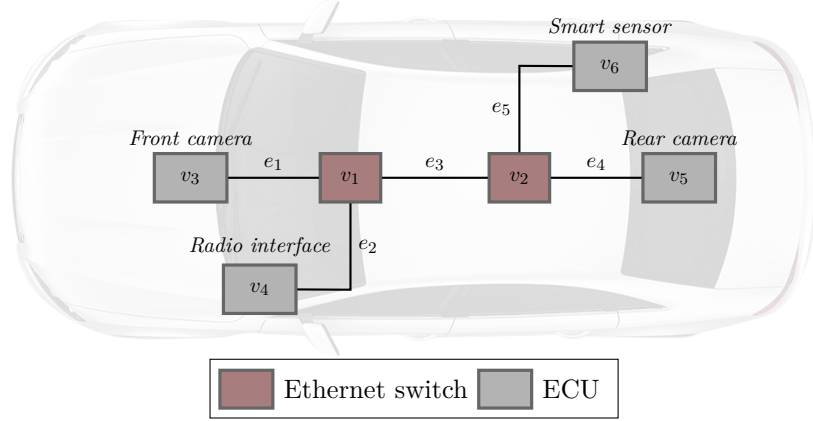 Smart sensor
v6
e5
Front camera
Rear camera
v3
e1
v1
e3
v2
e4
v5
Radio interface
e2
v4
Ethernet switch
ECU